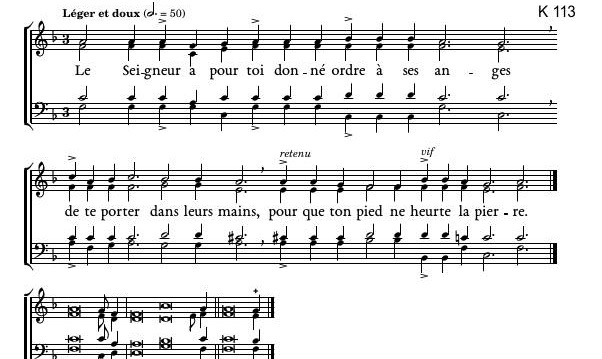 Léger et doux (𝅗𝅥. = 50)
K 113
Le Sei-gneur a pour toi don-né ordre à ses an - ges
retenu
vif
de te porter dans leurs mains, pour que ton pied ne heurte la pier - re.